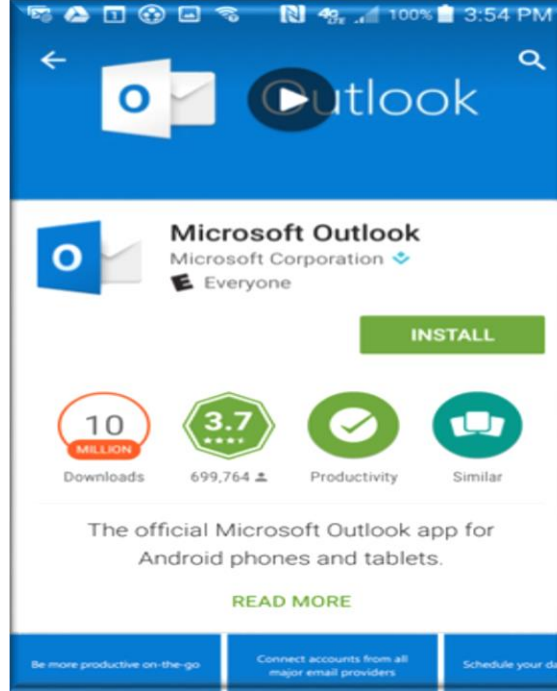 4G LTE 100% 3:54 PM
Outlook
Microsoft Outlook
Microsoft Corporation
E Everyone
INSTALL
10
MILLION
3.7
Downloads
699,764
Productivity
Similar
The official Microsoft Outlook app for
Android phones and tablets.
READ MORE
Be more productive on-the-go
Connect accounts from all
major email providers
Schedule your da